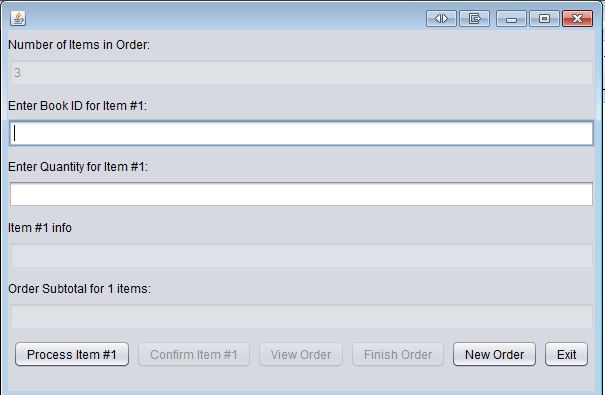 Number of Items in Order:
3
Enter Book ID for Item #1:
Enter Quantity for Item #1:
Item #1 info
Order Subtotal for 1 items:
Process Item #1 Confirm Item #1 View Order Finish Order New Order Exit